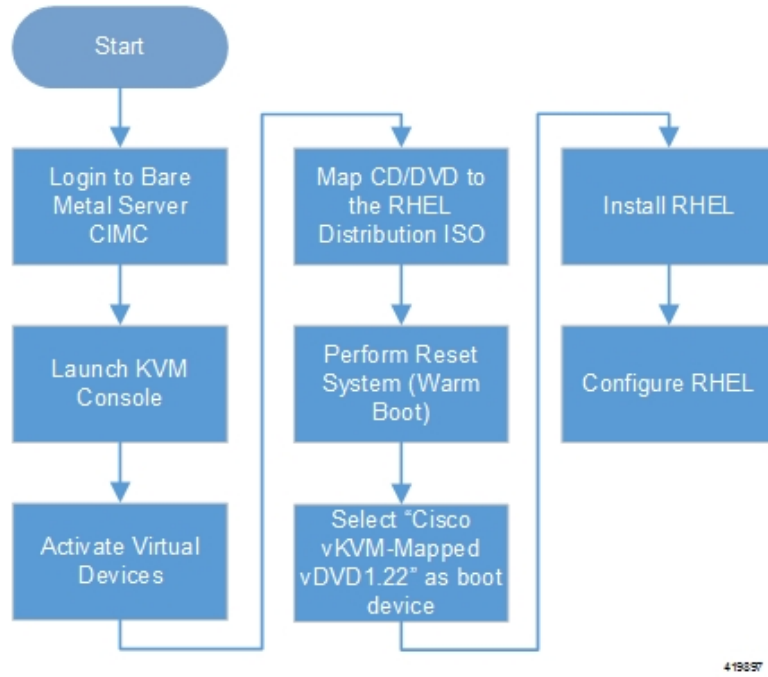 Start
Login to Bare
Metal Server
CIMC
Launch KVM
Console
Activate Virtual
Devices
Map CD/DVD to
the RHEL
Distribution ISO
Perform Reset
System (Warm
Boot)
Select “Cisco
vKVM-Mapped
vDVD1.22” as boot
device
Install RHEL
Configure RHEL
419897